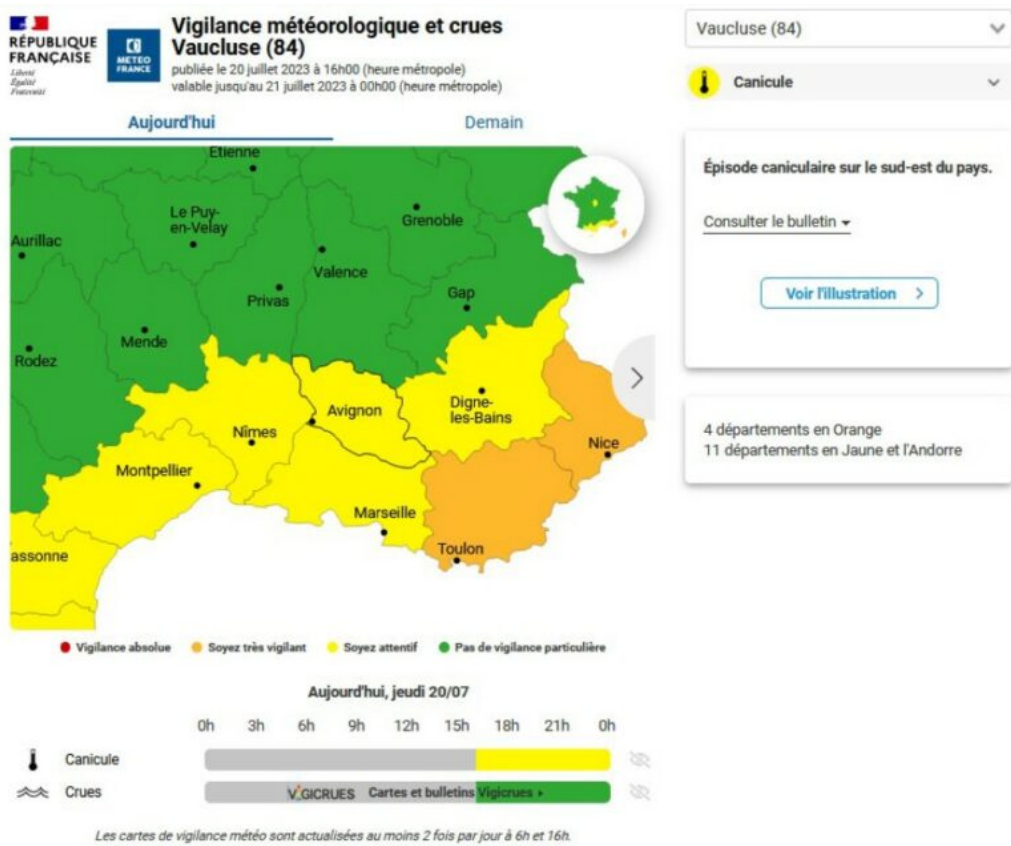 RÉPUBLIQUE
FRANÇAISE
Liberté
Égalité
Fraternité
METEO
FRANCE
Vigilance météorologique et crues
Vaucluse (84)
publiée le 20 juillet 2023 à 16h00 (heure métropole)
valable jusqu'au 21 juillet 2023 à 00h00 (heure métropole)
Aujourd'hui
Demain
Etienne
Le Puy-
en-Velay
Grenoble
Aurillac
Valence
Privas
Gap
Mende
Rodez
Avignon
Digne-
les-Bains
Nîmes
Nice
Montpellier
Marseille
assonne
Toulon
Vigilance absolue
Soyez très vigilant
Soyez attentif
Pas de vigilance particulière
Aujourd'hui, jeudi 20/07
0h 3h 6h 9h 12h 15h 18h 21h 0h
Canicule
Crues
VIGICRUES Cartes et bulletins Vigicrues
Les cartes de vigilance météo sont actualisées au moins 2 fois par jour à 6h et 16h.
Vaucluse (84)
Canicule
Épisode caniculaire sur le sud-est du pays.
Consulter le bulletin
Voir l'illustration
4 départements en Orange
11 départements en Jaune et l'Andorre